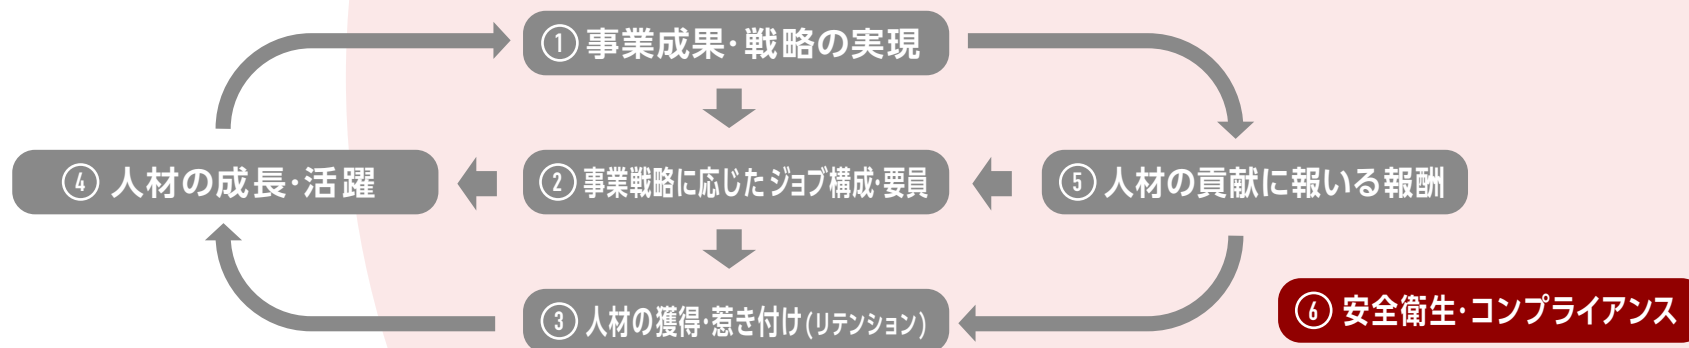 ① 事業成果・戦略の実現
④ 人材の成長・活躍
② 事業戦略に応じた ジョブ構成・要員
⑤ 人材の貢献に報いる報酬
③ 人材の獲得・惹き付け(リテンション)
⑥ 安全衛生・コンプライアンス